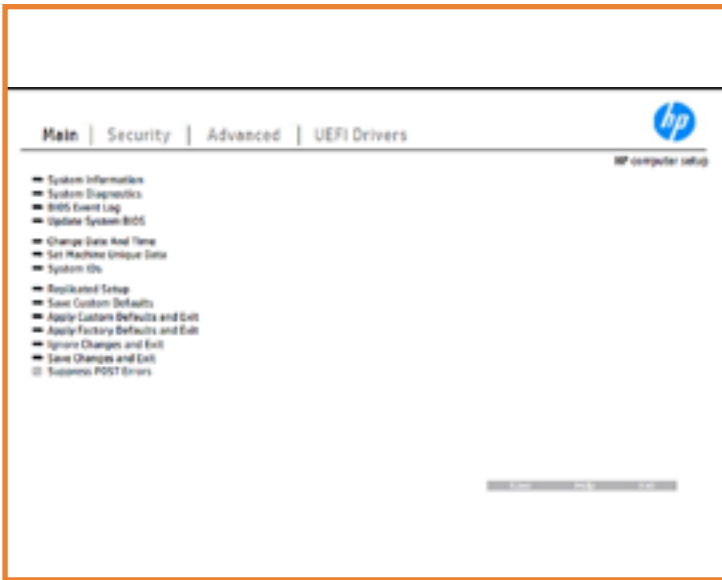 hp
Main | Security | Advanced | UEFI Drivers
HP computer setup
System Information
System Diagnostics
BIOS Event Log
Update System BIOS
Change Date And Time
Set Machine Unique Data
System IDs
Replicated Setup
Save Custom Defaults
Apply Custom Defaults and Exit
Apply Factory Defaults and Exit
Ignore Changes and Exit
Save Changes and Exit
Suppress POST Errors
Help